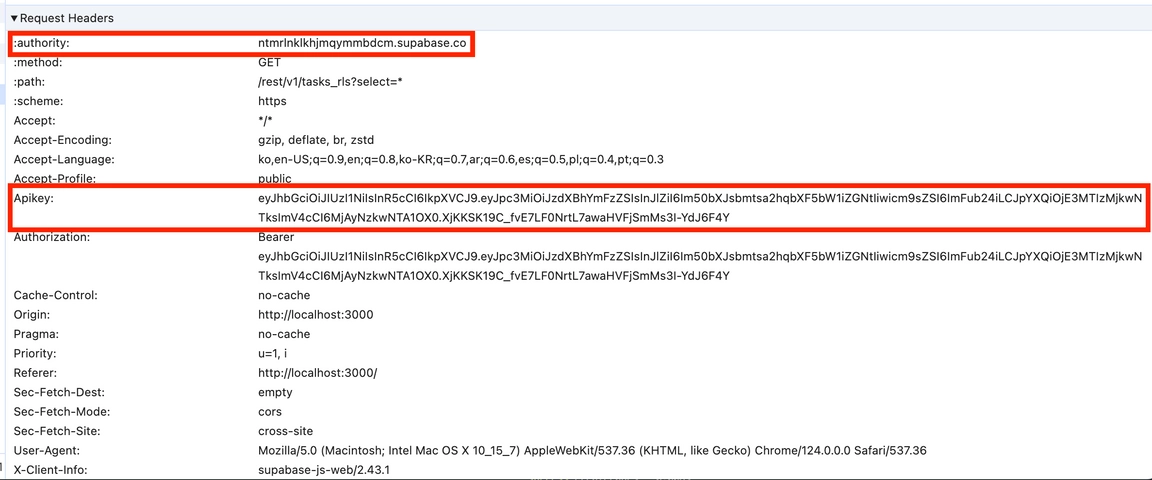 ▼Request Headers
:authority: ntmrlnklkhjmqymmbdcm.supabase.co
:method: GET
:path: /rest/v1/tasks_rls?select=*
:scheme: https
Accept: */*
Accept-Encoding: gzip, deflate, br, zstd
Accept-Language: ko,en-US;q=0.9,en;q=0.8,ko-KR;q=0.7,ar;q=0.6,es;q=0.5,pl;q=0.4,pt;q=0.3
Accept-Profile: public
Apikey: eyJhbGciOiJIUzI1NiIsInR5cCI6IkpXVCJ9.eyJpc3MiOiJzdXBhYmFzZSIsInJlZiI6Im50bXJsbmtsa2hqbXF5bW1iZGNtIiwicm9sZSI6ImFub24iLCJpYXQiOjE3MTIzMjkwN
TksImV4cCI6MjAyNzkwNTA1OX0.XjKKSK19C_fvE7LF0NrtL7awaHVFjSmMs3l-YdJ6F4Y
Authorization: Bearer
eyJhbGciOiJIUzI1NiIsInR5cCI6IkpXVCJ9.eyJpc3MiOiJzdXBhYmFzZSIsInJlZiI6Im50bXJsbmtsa2hqbXF5bW1iZGNtIiwicm9sZSI6ImFub24iLCJpYXQiOjE3MTIzMjkwN
TksImV4cCI6MjAyNzkwNTA1OX0.XjKKSK19C_fvE7LF0NrtL7awaHVFjSmMs3l-YdJ6F4Y
Cache-Control: no-cache
Origin: http://localhost:3000
Pragma: no-cache
Priority: u=1, i
Referer: http://localhost:3000/
Sec-Fetch-Dest: empty
Sec-Fetch-Mode: cors
Sec-Fetch-Site: cross-site
User-Agent: Mozilla/5.0 (Macintosh; Intel Mac OS X 10_15_7) AppleWebKit/537.36 (KHTML, like Gecko) Chrome/124.0.0.0 Safari/537.36
X-Client-Info: supabase-js-web/2.43.1